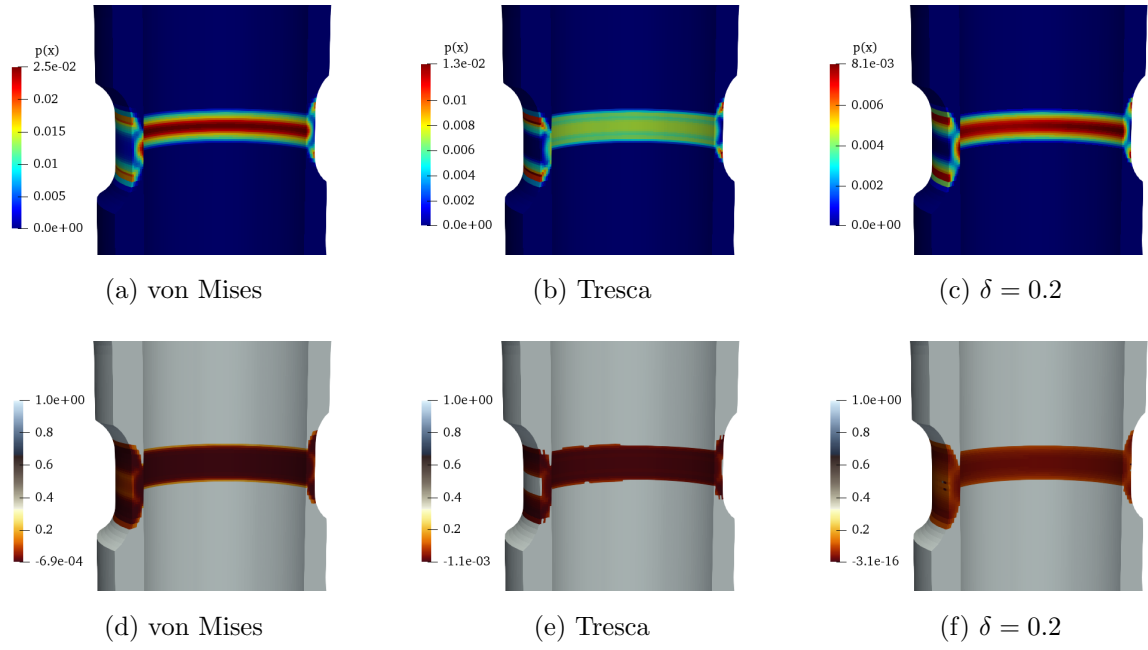 p(x)
2.5e-02
0.02
0.015
0.01
0.005
0.0e+00
(a) von Mises
p(x)
1.3e-02
0.01
0.008
0.006
0.004
0.002
0.0e+00
(b) Tresca
p(x)
8.1e-03
0.006
0.004
0.002
0.0e+00
(c) δ = 0.2
1.0e+00
0.8
0.6
0.4
0.2
-6.9e-04
(d) von Mises
1.0e+00
0.8
0.6
0.4
0.2
-1.1e-03
(e) Tresca
1.0e+00
0.8
0.6
0.4
0.2
-3.1e-16
(f) δ = 0.2